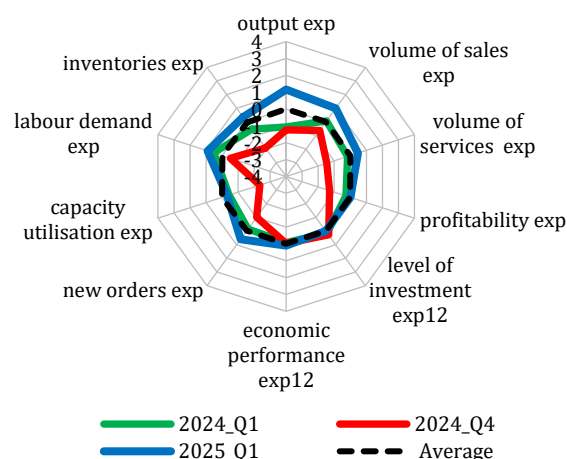 output exp
volume of sales
exp
volume of
services exp
profitability exp
level of
investment
exp12
economic
performance
exp12
new orders exp
capacity
utilisation exp
labour demand
exp
inventories exp
4
3
2
1
0
-1
-2
-3
-4
2024_Q1
2024_Q4
2025_Q1
Average